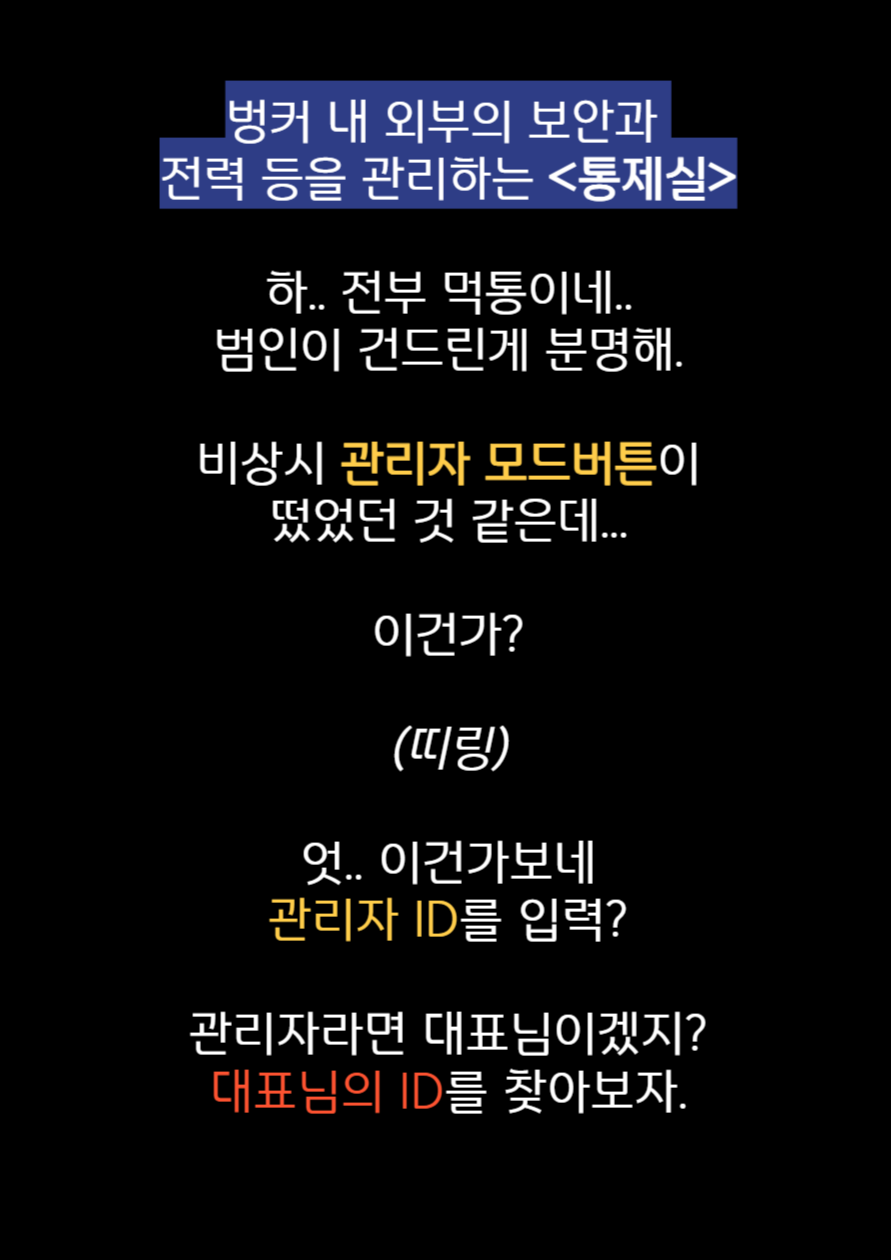 벙커 내 외부의 보안과
전력 등을 관리하는 <통제실>
하.. 전부 먹통이네..
범인이 건드린게 분명해.
비상시 관리자 모드버튼이
떴었던 것 같은데...
이건가?
(띠링)
엇.. 이건가보네
관리자 ID를 입력?
관리자라면 대표님이겠지?
대표님의 ID를 찾아보자.